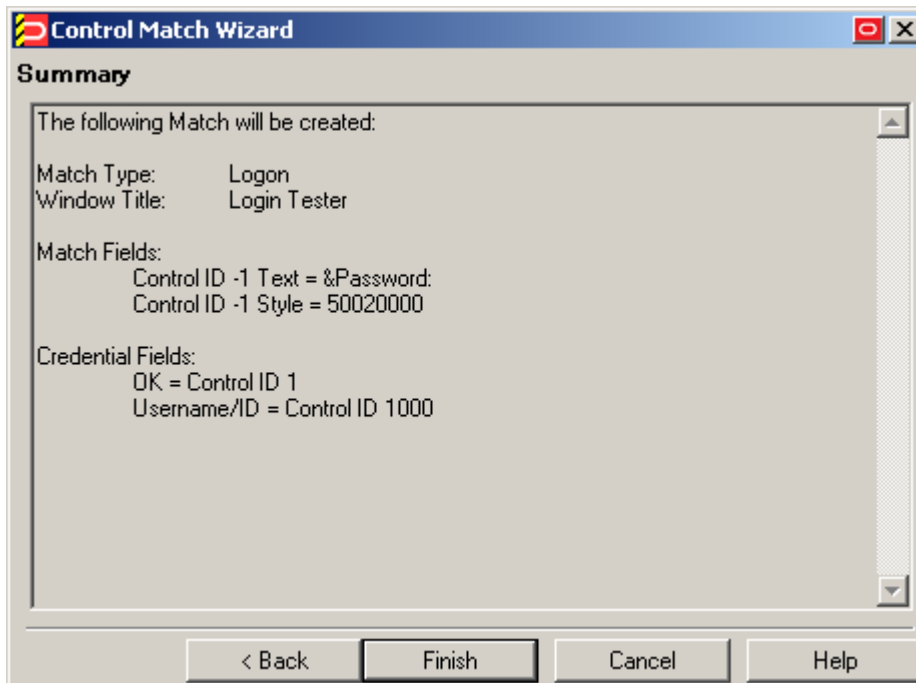 Control Match Wizard
Summary
The following Match will be created:
Match Type: Logon
Window Title: Login Tester
Match Fields:
Control ID -1 Text = &Password:
Control ID -1 Style = 50020000
Credential Fields:
OK = Control ID 1
Username/ID = Control ID 1000
< Back Finish Cancel Help